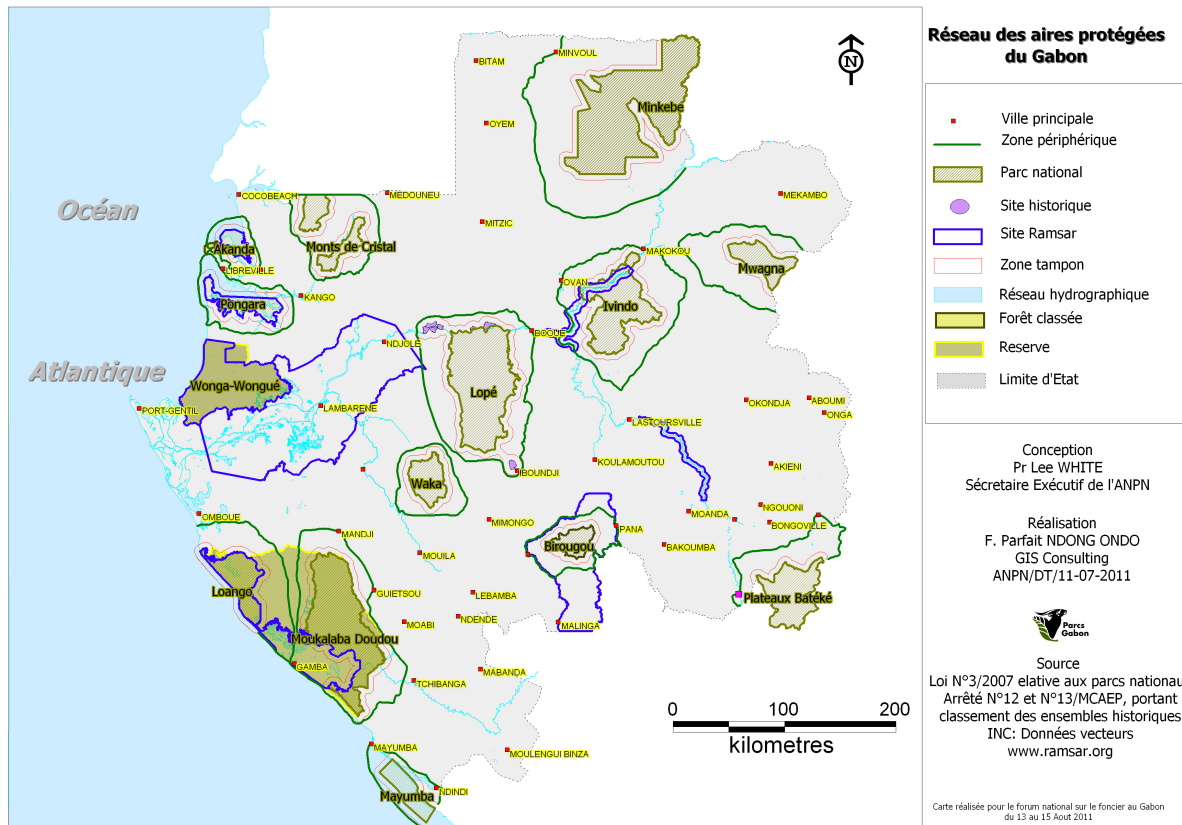 Réseau des aires protégées
du Gabon
Ville principale
Zone périphérique
Parc national
Site historique
Site Ramsar
Zone tampon
Réseau hydrographique
Forêt classée
Reserve
Limite d'Etat
Conception
Pr Lee WHITE
Sécretaire Exécutif de l'ANPN
Réalisation
F. Parfait NDONG ONDO
GIS Consulting
ANPN/DT/11-07-2011
Parcs
Gabon
Source
Loi N°3/2007 elative aux parcs nationau
Arrêté N°12 et N°13/MCAEP, portant
classement des ensembles historiques
INC: Données vecteurs
www.ramsar.org
Carte réalisée pour le forum national sur le foncier au Gabon
du 13 au 15 Aout 2011
N
BITAM
MINVOUL
Minkebe
OYEM
COCOBEACH
MEDOUNEU
MEKAMBO
Océan
MITZIC
Akanda
Monts de Cristal
MAKOKOU
LIBREVILLE
Mwagna
OVAN
Pongara
KANGO
Ivindo
BOOUE
NDJOLE
Atlantique
Wonga-Wongué
Lopé
PORT-GENTIL
LAMBARENE
OKONDJA
ABOUMI
ONGA
LASTOURSVILLE
KOULAMOUTOU
AKIENI
IBOUNDJI
Waka
OMBOUE
MIMONGO
MOANDA
NGOUONI
BONGOVILLE
MANDJI
PANA
MOUILA
Birougou
BAKOUMBA
Loango
GUIETSOU
LEBAMBA
Plateaux Batéké
MOABI
NDENDE
MALINGA
Moukalaba Doudou
GAMBA
TCHIBANGA
MABANDA
0
100
200
kilometres
MAYUMBA
MOULENGUI BINZA
Mayumba
NDINDI